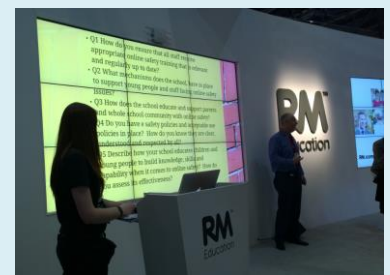 • Q1 How do you ensure that all staff receive
appropriate online safety training that is relevant
and regularly up to date?
• Q2 What mechanisms does the school have in place
to support young people and staff facing online safety
issues?
• Q3 How does the school educate and support parents
and whole school community with online safety?
Q4 Do you have e safety policies and acceptable use
policies in place? How do you know they are clear,
understood and respected by all?
Q5 Describe how your school educates children and
young people to build knowledge, skills and
capability when it comes to online safety? How do
you assess its effectiveness?
RM
Education
RM
Education